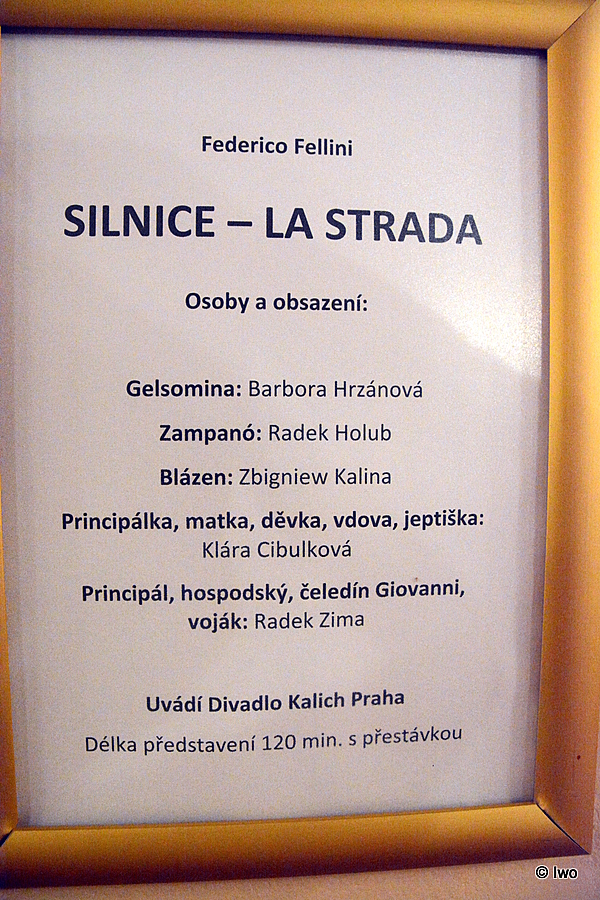 Federico Fellini
SILNICE – LA STRADA
Osoby a obsazení:
Gelsomina: Barbora Hrzánová
Zampanó: Radek Holub
Blázen: Zbigniew Kalina
Principálka, matka, děvka, vdova, jeptiška:
Klára Cibulková
Principál, hospodský, čeledín Giovanni,
voják: Radek Zima
Uvádí Divadlo Kalich Praha
Délka představení 120 min. s přestávkou
© Iwo